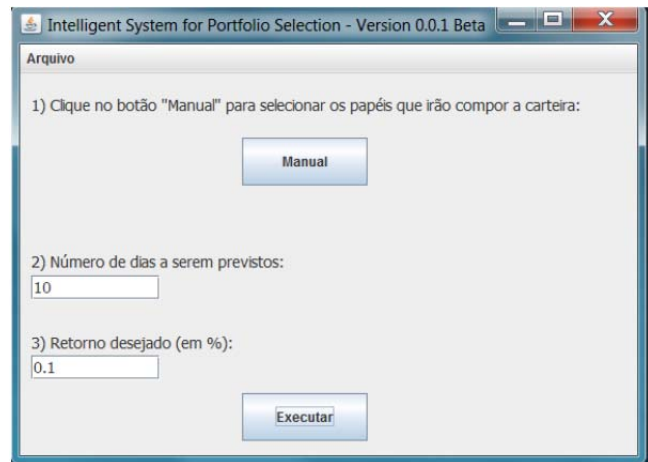 Intelligent System for Portfolio Selection - Version 0.0.1 Beta
Arquivo
1) Clique no botão "Manual" para selecionar os papéis que irão compor a carteira:
Manual
2) Número de dias a serem previstos:
10
3) Retorno desejado (em %):
0.1
Executar